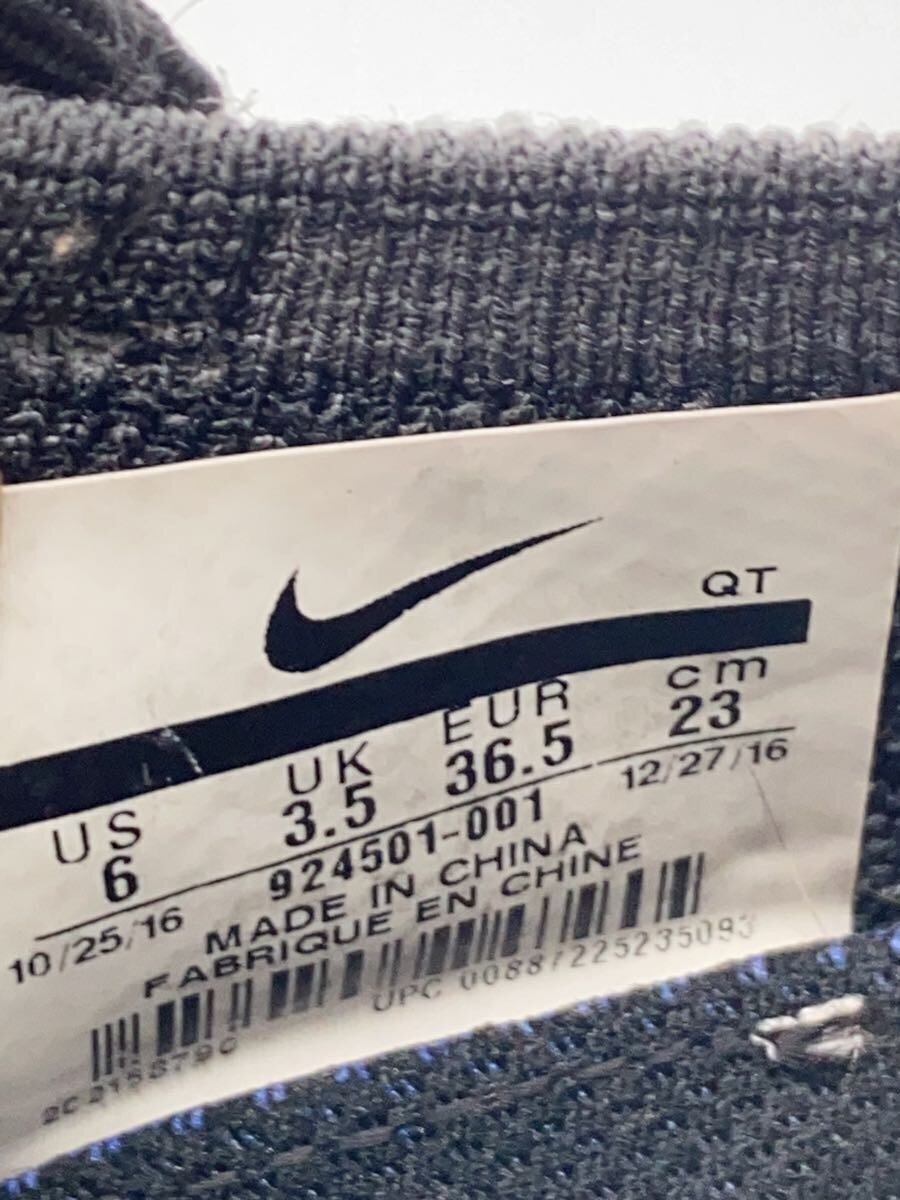 QT
US UK EUR cm
6 3.5 36.5 23
10/25/16 924501-001 12/27/16
MADE IN CHINA
FABRIQUE EN CHINE
UPC 00887225235093